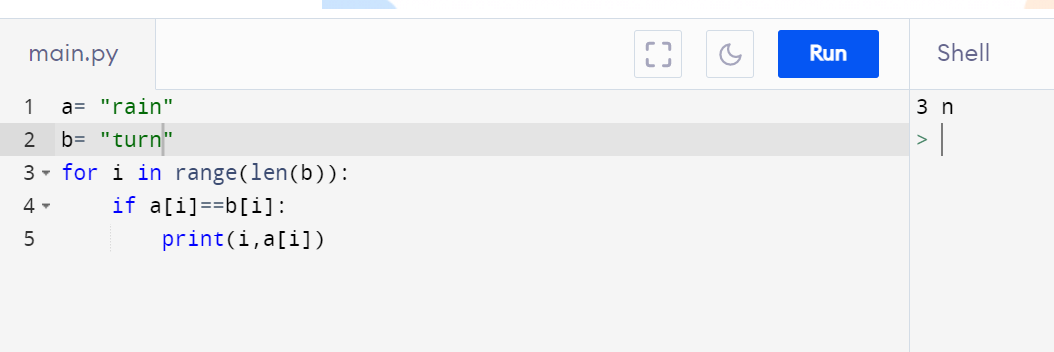 main.py
Run
Shell
1 a= "rain"
2 b= "turn"
3 for i in range(len(b)):
4 if a[i]==b[i]:
5 print(i,a[i])
3 n
>